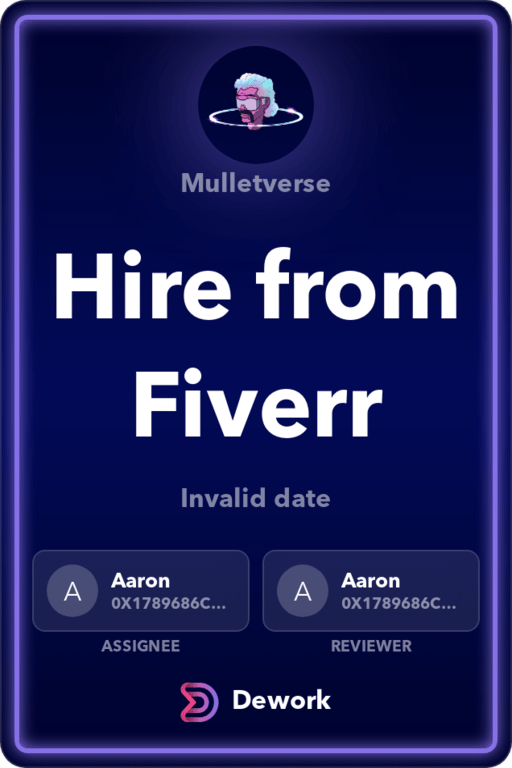 Mulletverse
Hire from
Fiverr
Invalid date
A
Aaron
0X1789686C...
A
Aaron
0X1789686C...
ASSIGNEE
REVIEWER
Dework